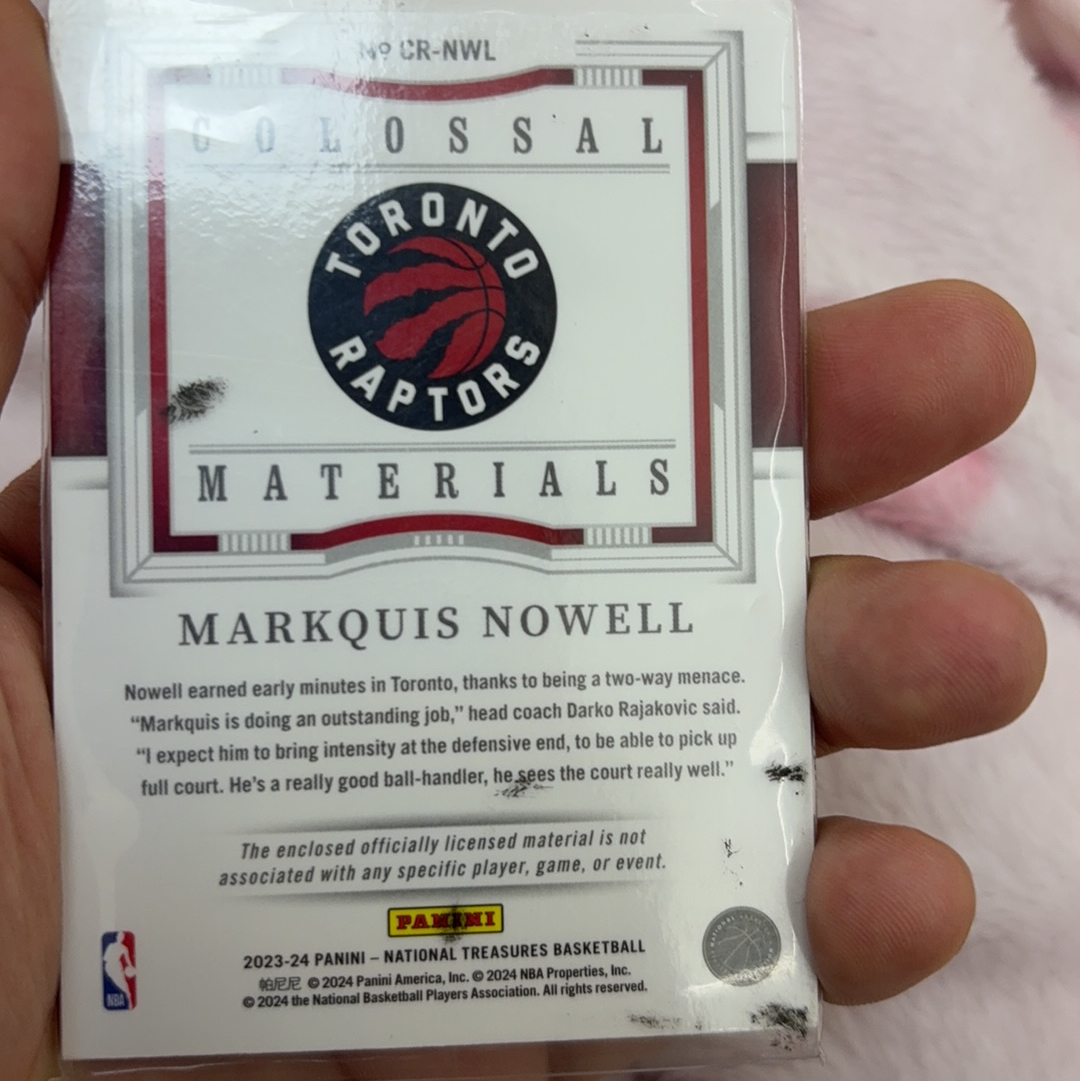 Nº CR-NWL
COLOSSAL
TORONTO
RAPTORS
MATERIALS
MARKQUIS NOWELL
Nowell earned early minutes in Toronto, thanks to being a two-way menace.
“Markquis is doing an outstanding job,” head coach Darko Rajakovic said.
“I expect him to bring intensity at the defensive end, to be able to pick up
full court. He’s a really good ball-handler, he sees the court really well.”
The enclosed officially licensed material is not
associated with any specific player, game, or event.
PANINI
2023-24 PANINI – NATIONAL TREASURES BASKETBALL
帕尼尼 © 2024 Panini America, Inc. © 2024 NBA Properties, Inc.
© 2024 the National Basketball Players Association. All rights reserved.
NBA